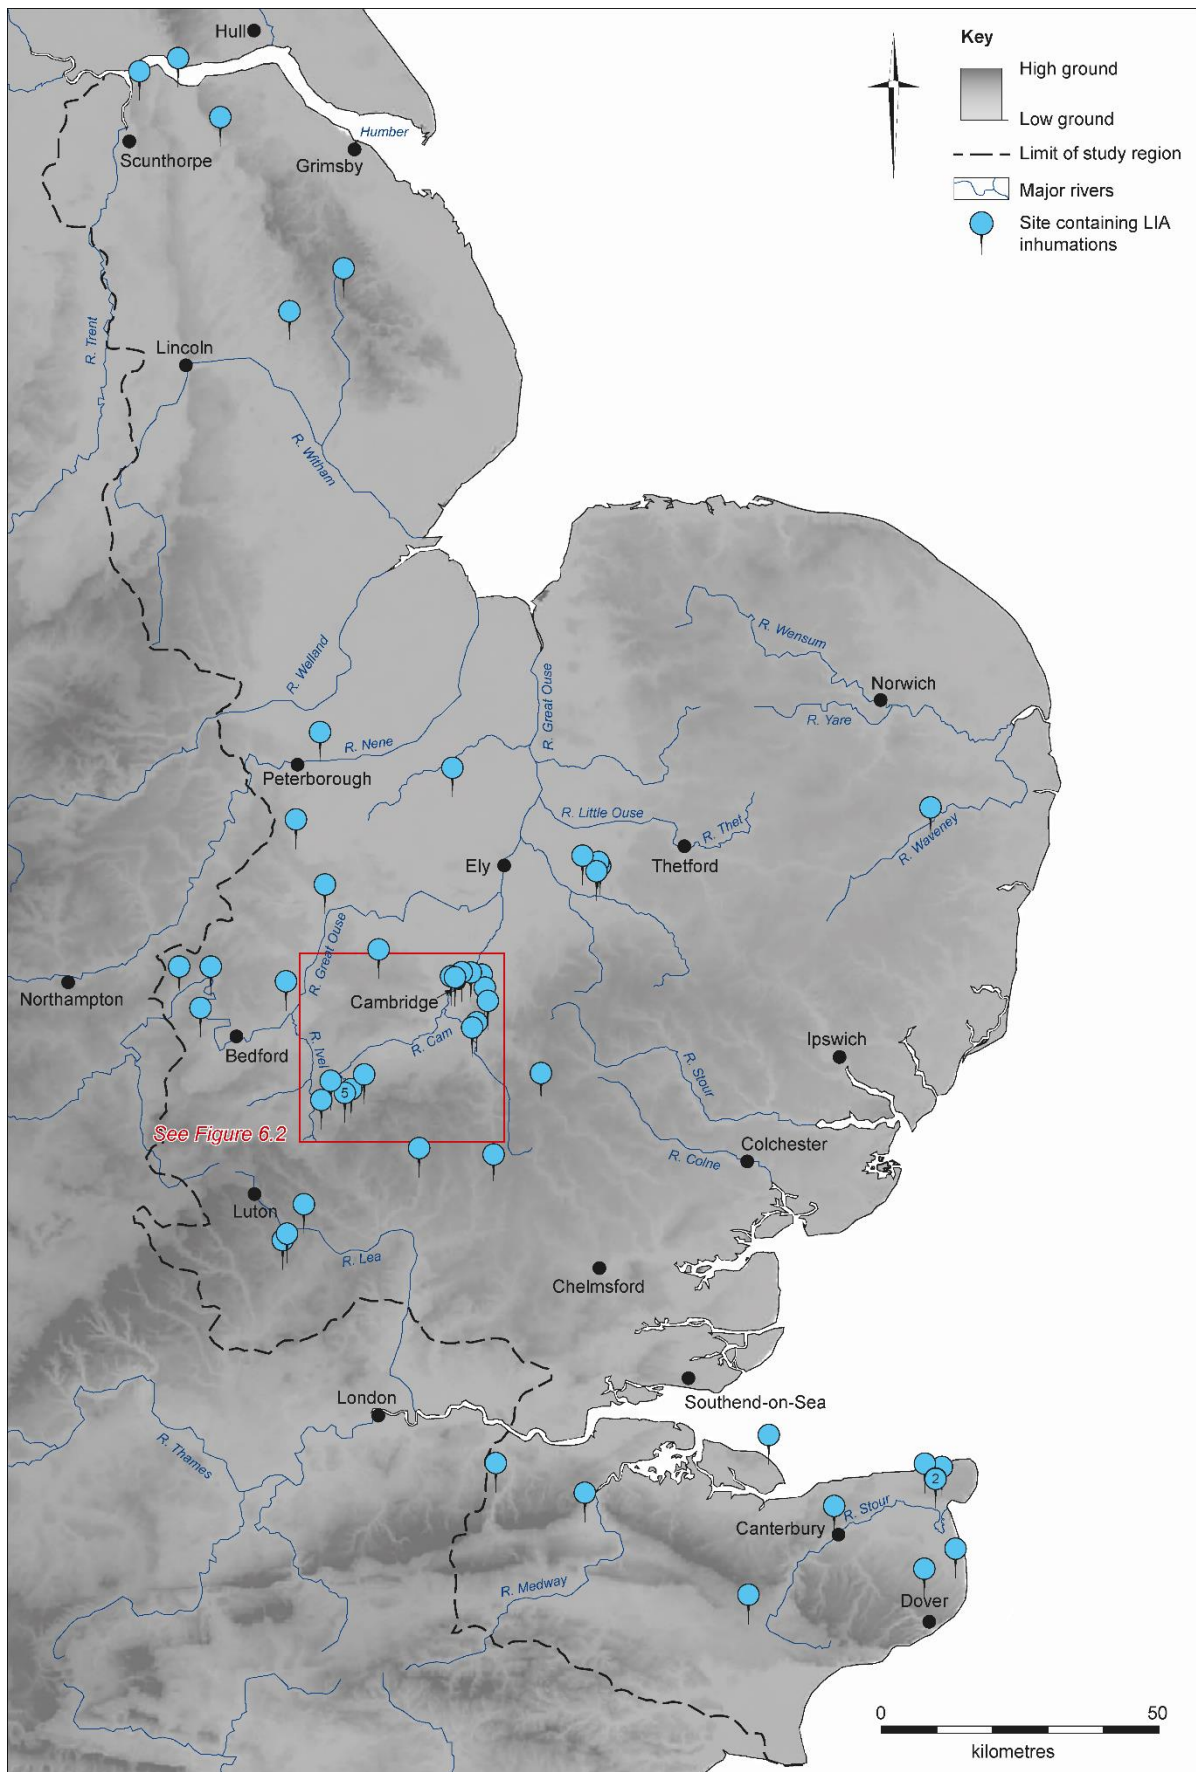 Hull
Key
High ground
Low ground
Limit of study region
Major rivers
Site containing LIA
inhumations
Humber
Scunthorpe
Grimsby
R. Trent
Lincoln
R. Witham
R. Welland
R. Great Ouse
R. Wensum
Norwich
R. Yare
R. Nene
Peterborough
R. Little Ouse
R. Thet
R. Waveney
Thetford
Ely
R. Great Ouse
Northampton
Cambridge
Bedford
R. Ivel
R. Cam
Ipswich
R. Stour
5
See Figure 6.2
Colchester
R. Colne
Luton
R. Lea
Chelmsford
London
Southend-on-Sea
R. Thames
2
R. Stour
Canterbury
R. Medway
Dover
0
50
kilometres